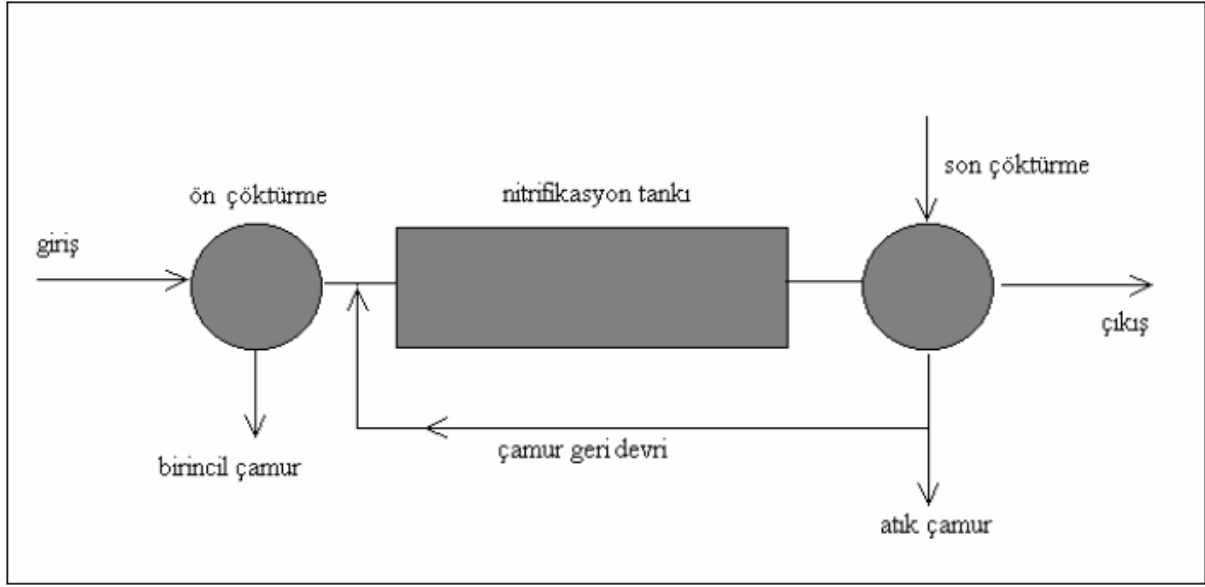 son çöktürme
nitrifikasyon tankı
ön çöktürme
giriş
çıkış
çamur geri devri
birincil çamur
atık çamur